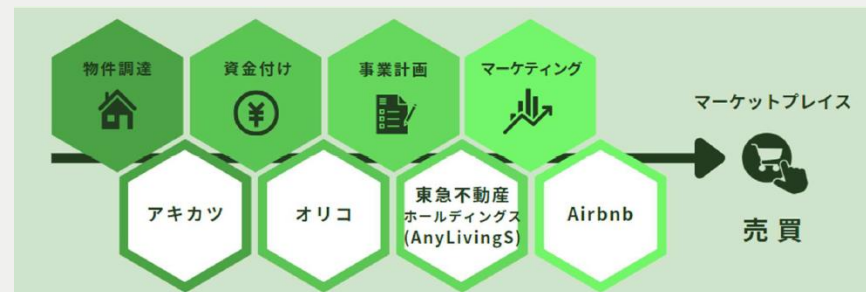 物件調達
資金付け
事業計画
マーケティング
マーケットプレイス
アキカツ
オリコ
東急不動産
ホールディングス
(AnyLivingS)
Airbnb
売買